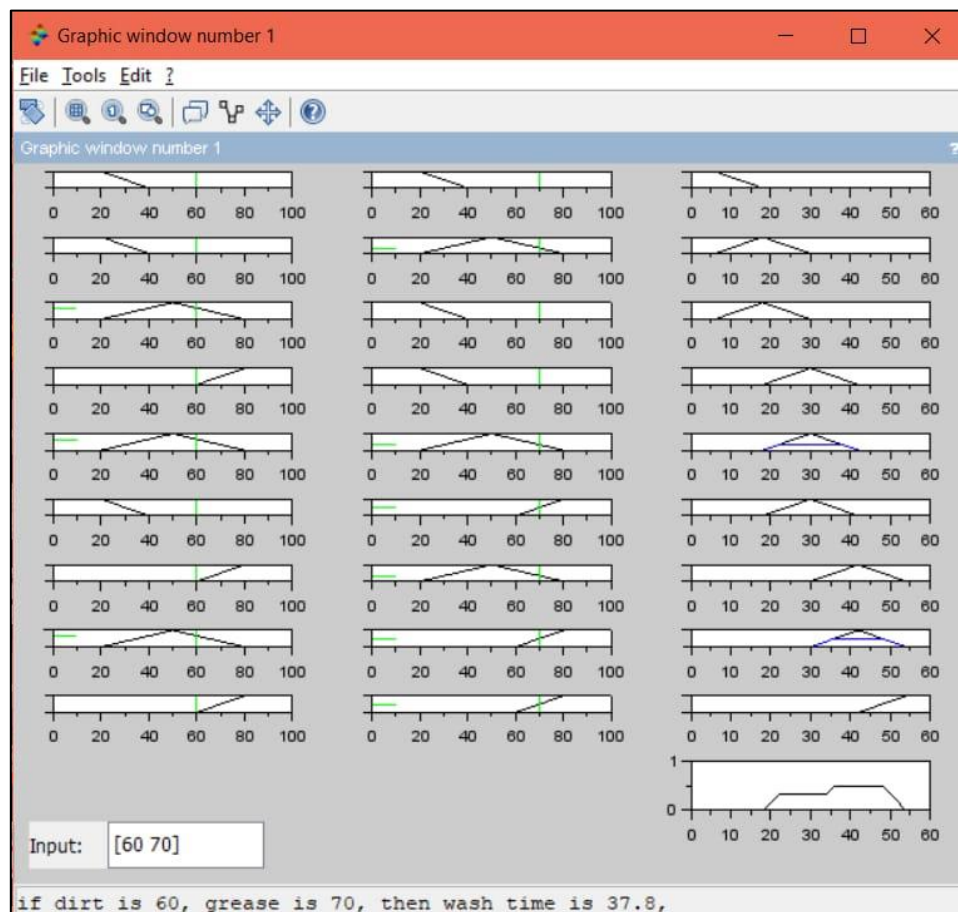 Graphic window number 1
File Tools Edit ?
Graphic window number 1 ?
0 20 40 60 80 100 0 20 40 60 80 100 0 10 20 30 40 50 60
0 20 40 60 80 100 0 20 40 60 80 100 0 10 20 30 40 50 60
0 20 40 60 80 100 0 20 40 60 80 100 0 10 20 30 40 50 60
0 20 40 60 80 100 0 20 40 60 80 100 0 10 20 30 40 50 60
0 20 40 60 80 100 0 20 40 60 80 100 0 10 20 30 40 50 60
0 20 40 60 80 100 0 20 40 60 80 100 0 10 20 30 40 50 60
0 20 40 60 80 100 0 20 40 60 80 100 0 10 20 30 40 50 60
0 20 40 60 80 100 0 20 40 60 80 100 0 10 20 30 40 50 60
0 20 40 60 80 100 0 20 40 60 80 100 0 10 20 30 40 50 60
1
0
0 10 20 30 40 50 60
Input: [60 70]
if dirt is 60, grease is 70, then wash time is 37.8,